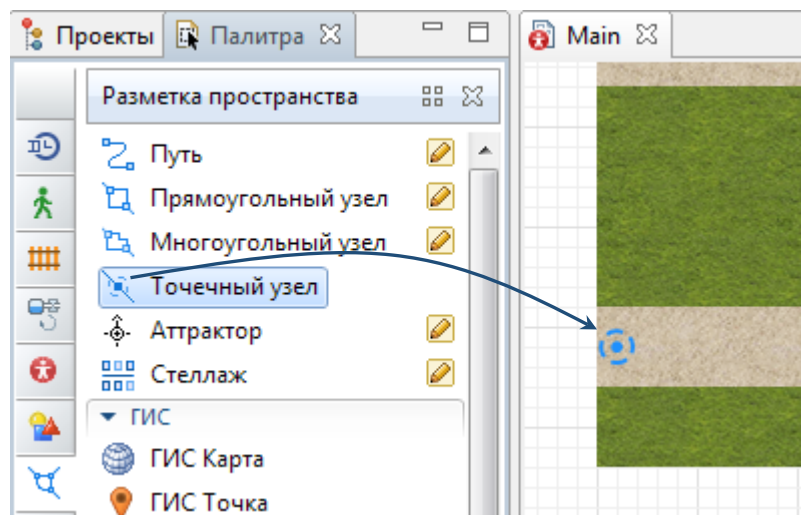 Проекты
Палитра
Main
Разметка пространства
Путь
Прямоугольный узел
Многоугольный узел
Точечный узел
Аттрактор
Стеллаж
ГИС
ГИС Карта
ГИС Точка